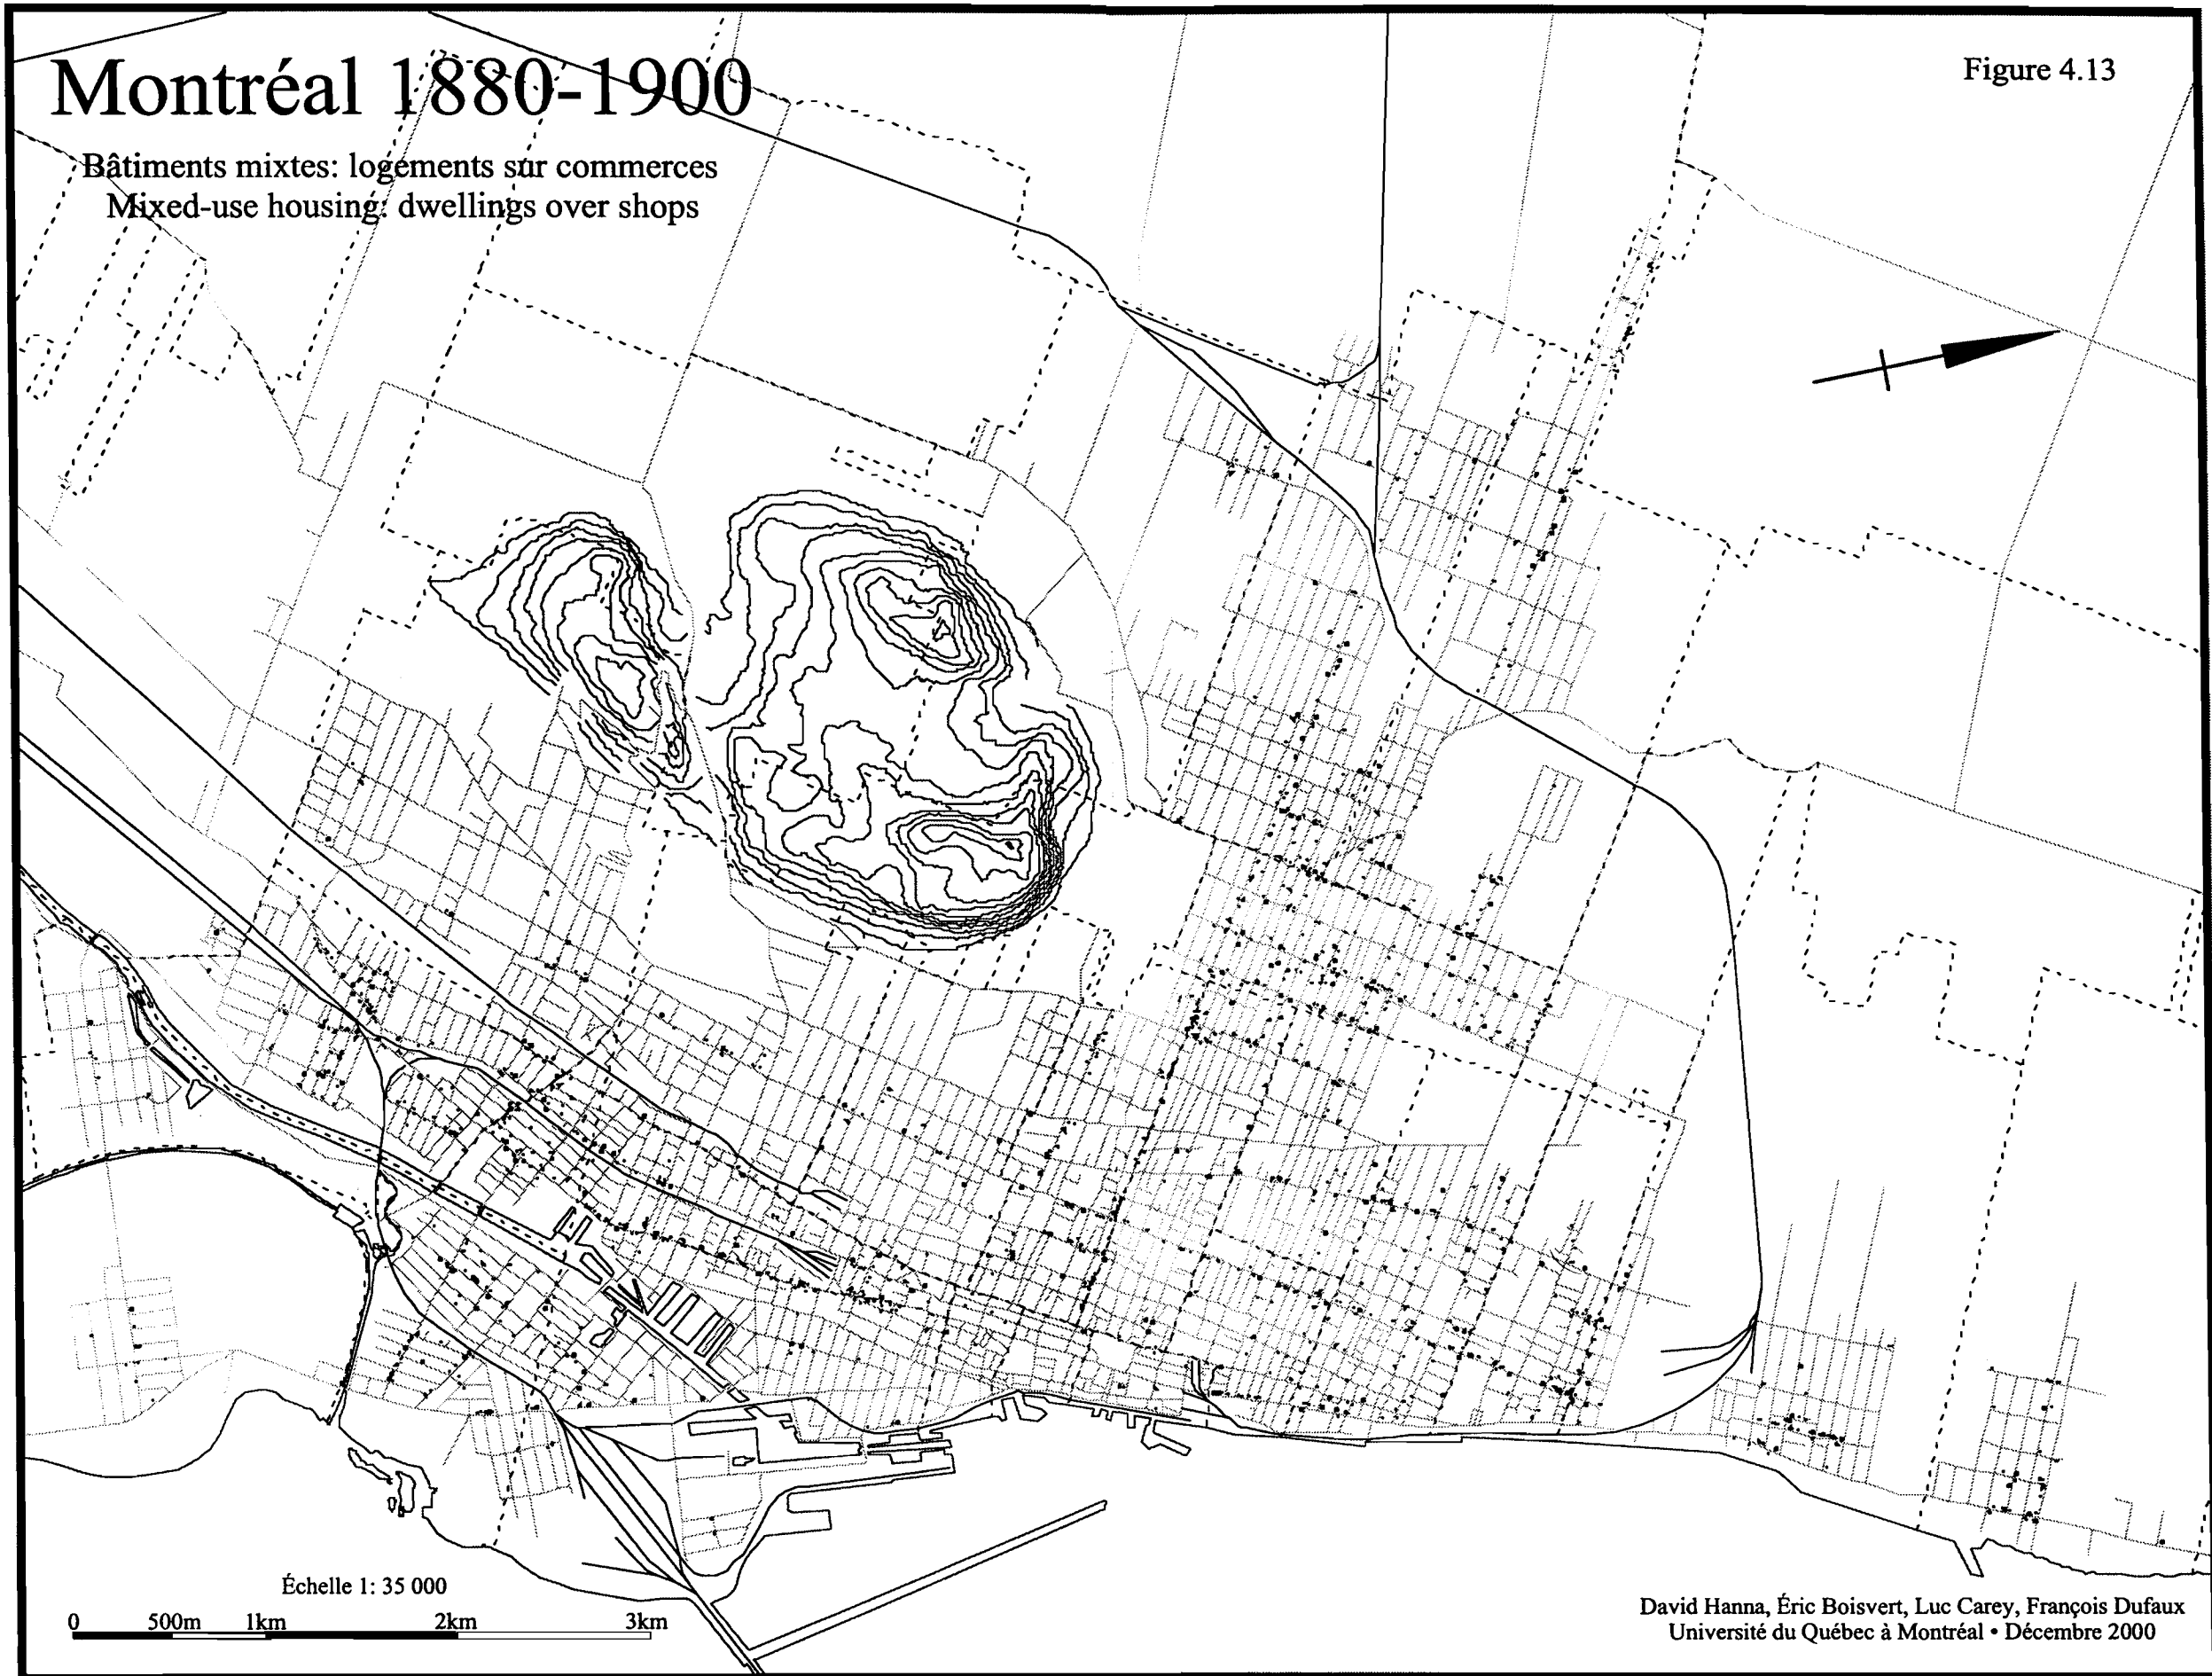 Montréal 1880-1900
Figure 4.13
Bâtiments mixtes: logements sur commerces
Mixed-use housing: dwellings over shops
Échelle 1: 35 000
0 500m 1km 2km 3km
David Hanna, Éric Boisvert, Luc Carey, François Dufaux
Université du Québec à Montréal • Décembre 2000